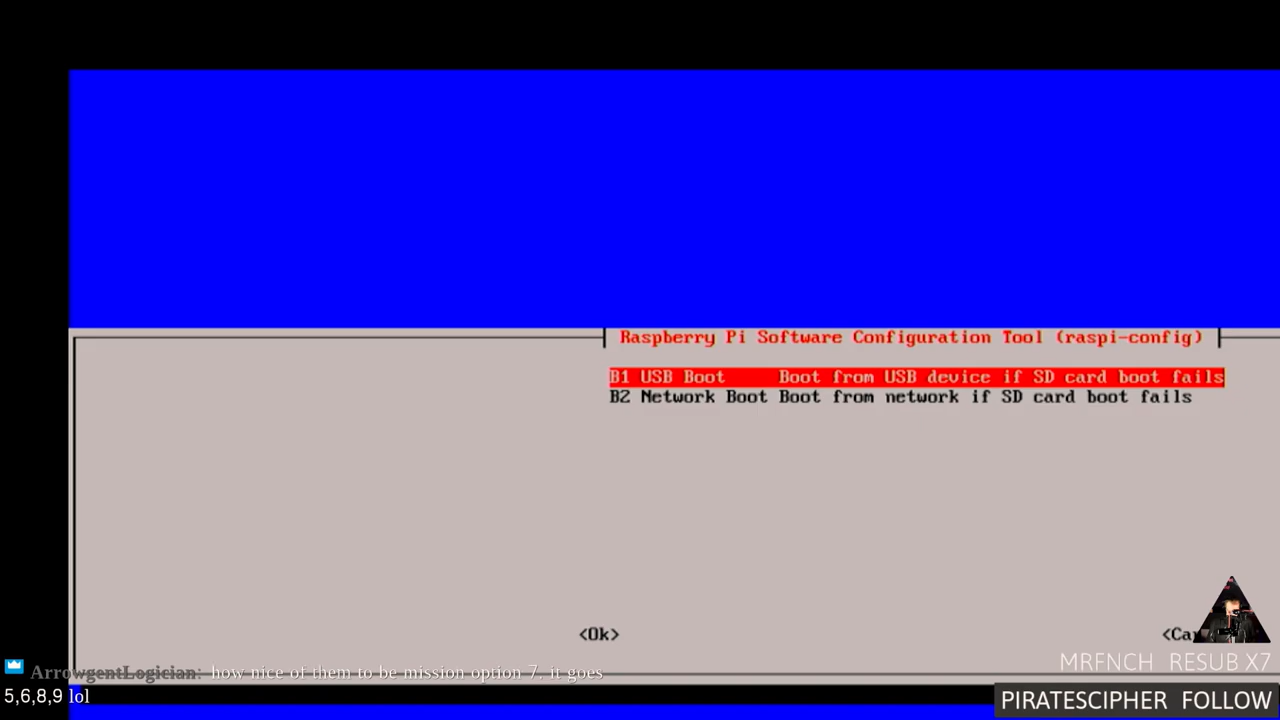 Raspberry Pi Software Configuration Tool (raspi-config)
B1 USB Boot Boot from USB device if SD card boot fails
B2 Network Boot Boot from network if SD card boot fails
<Ok> <Ca
ArrowgentLogician: how nice of them to be mission option 7. it goes
5,6,8,9 lol
MRFNCH RESUB X7
PIRATESCIPHER FOLLOW